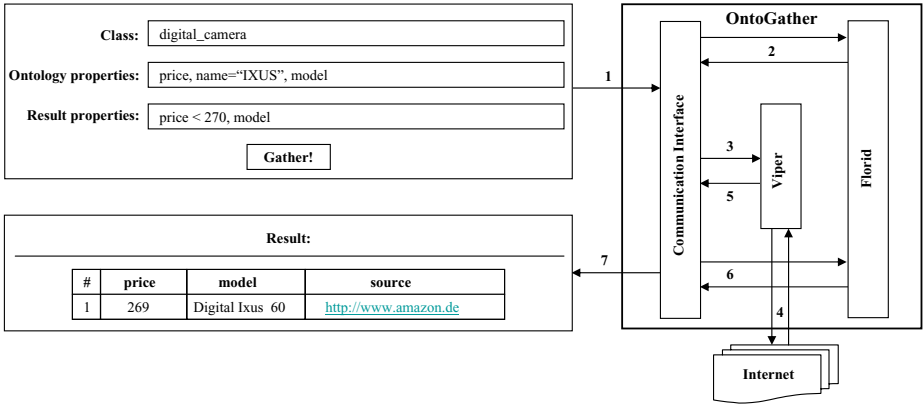 Class: digital_camera
Ontology properties: price, name=“IXUS”, model
Result properties: price < 270, model
Gather!
Result:
# price model source
1 269 Digital Ixus 60 http://www.amazon.de
1
7
OntoGather
Communication Interface
2
3
5
Viper
Florid
6
4
Internet